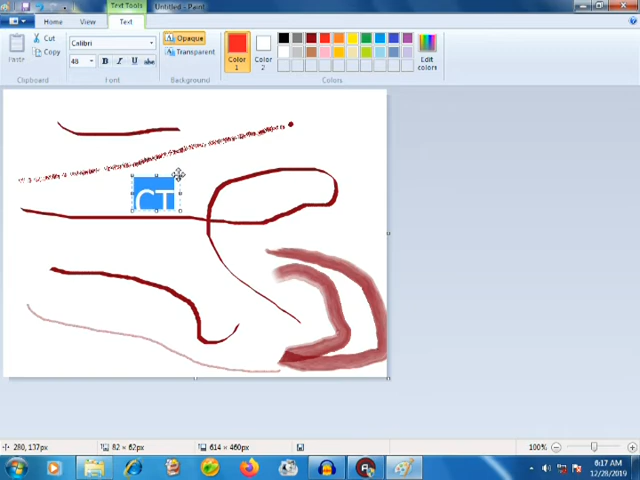 Text Tools
Untitled - Paint
Home
View
Text
Paste
Cut
Copy
Clipboard
Calibri
48
B I U abc
Font
Opaque
Transparent
Background
Color
1
Color
2
Colors
Edit
colors
CT
280, 137px
82 × 62px
614 × 460px
100%
6:17 AM
12/28/2019